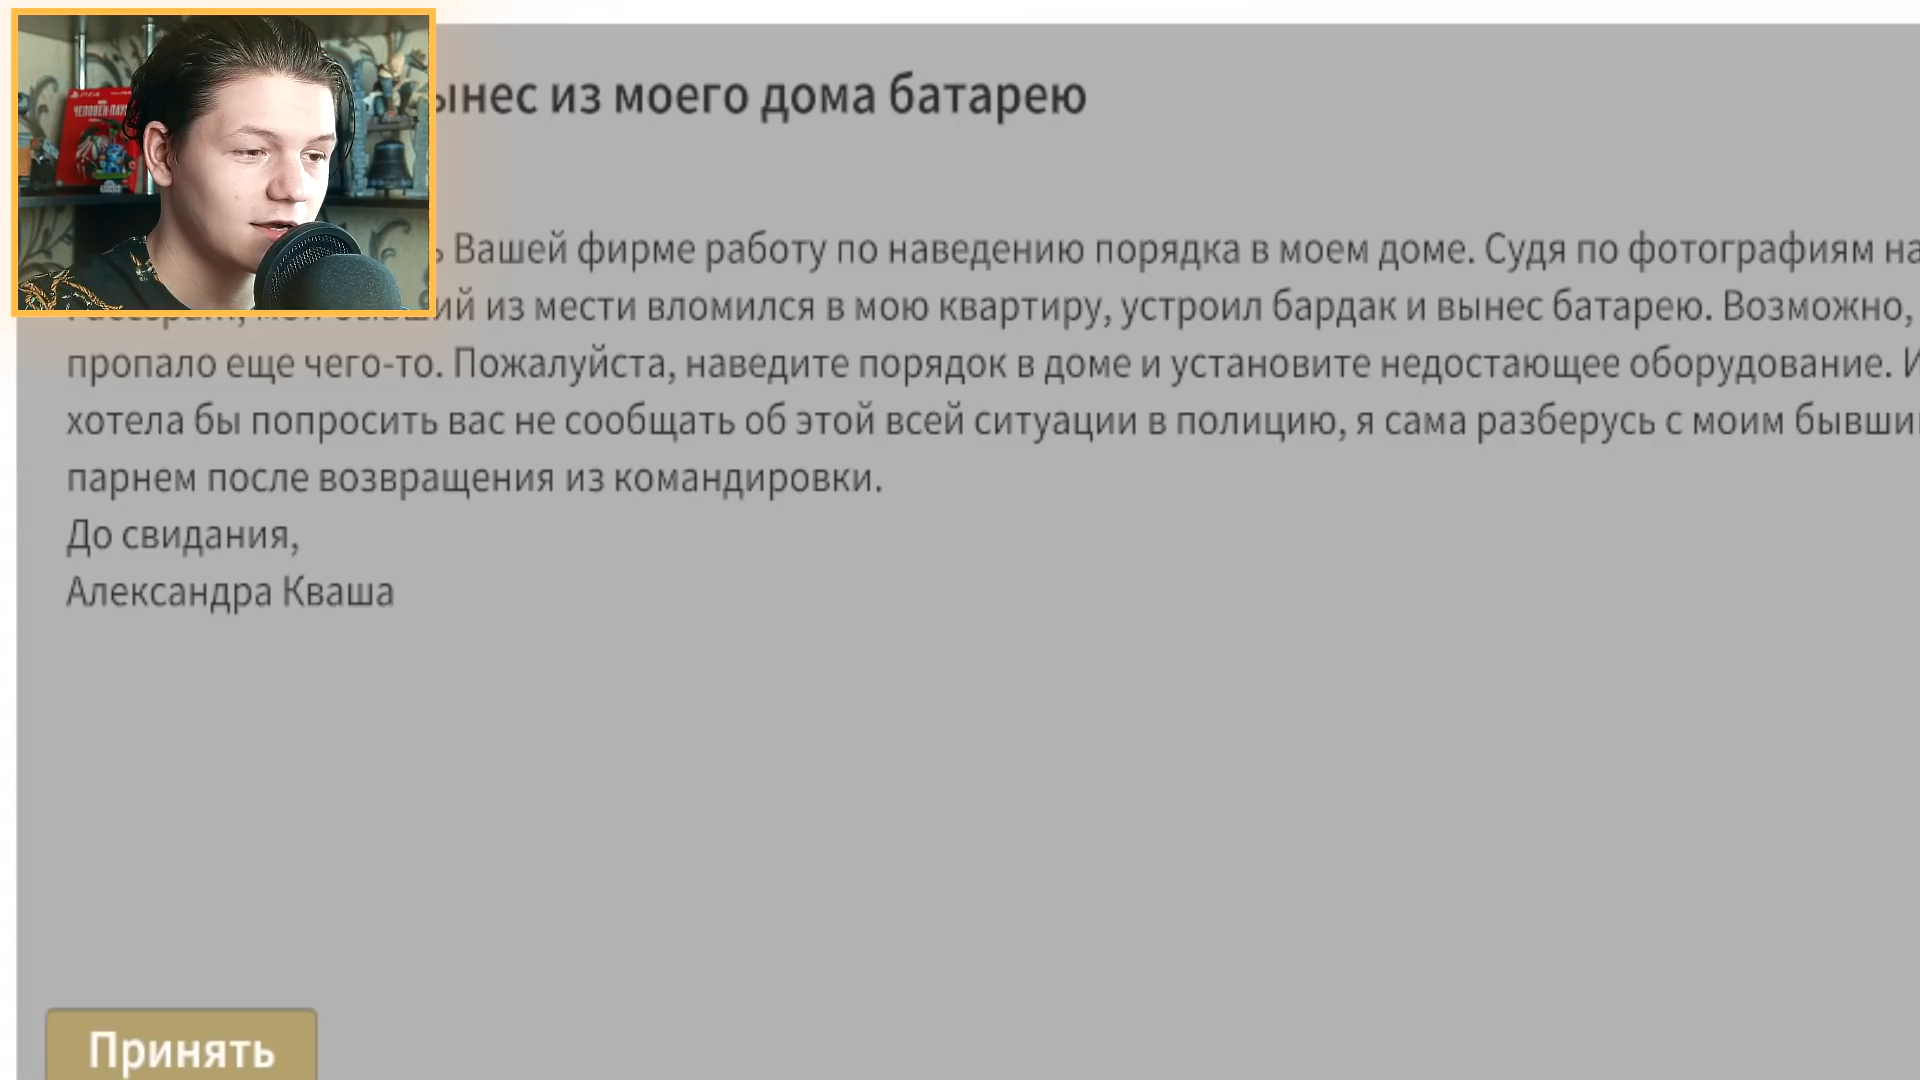 ынес из моего дома батарею
Вашей фирме работу по наведению порядка в моем доме. Судя по фотографиям на
из мести вломился в мою квартиру, устроил бардак и вынес батарею. Возможно,
пропало еще чего-то. Пожалуйста, наведите порядок в доме и установите недостающее оборудование. И
хотела бы попросить вас не сообщать об этой всей ситуации в полицию, я сама разберусь с моим бывши
парнем после возвращения из командировки.
До свидания,
Александра Кваша
Принять